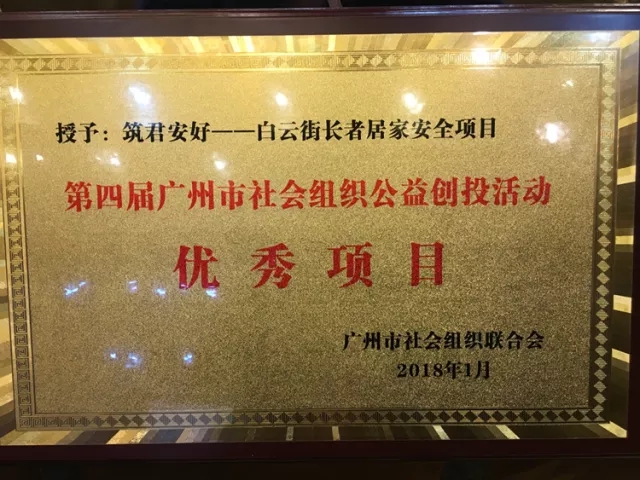 授予：筑君安好——白云街长者居家安全项目
第四届广州市社会组织公益创投活动
优秀项目
广州市社会组织联合会
2018年1月